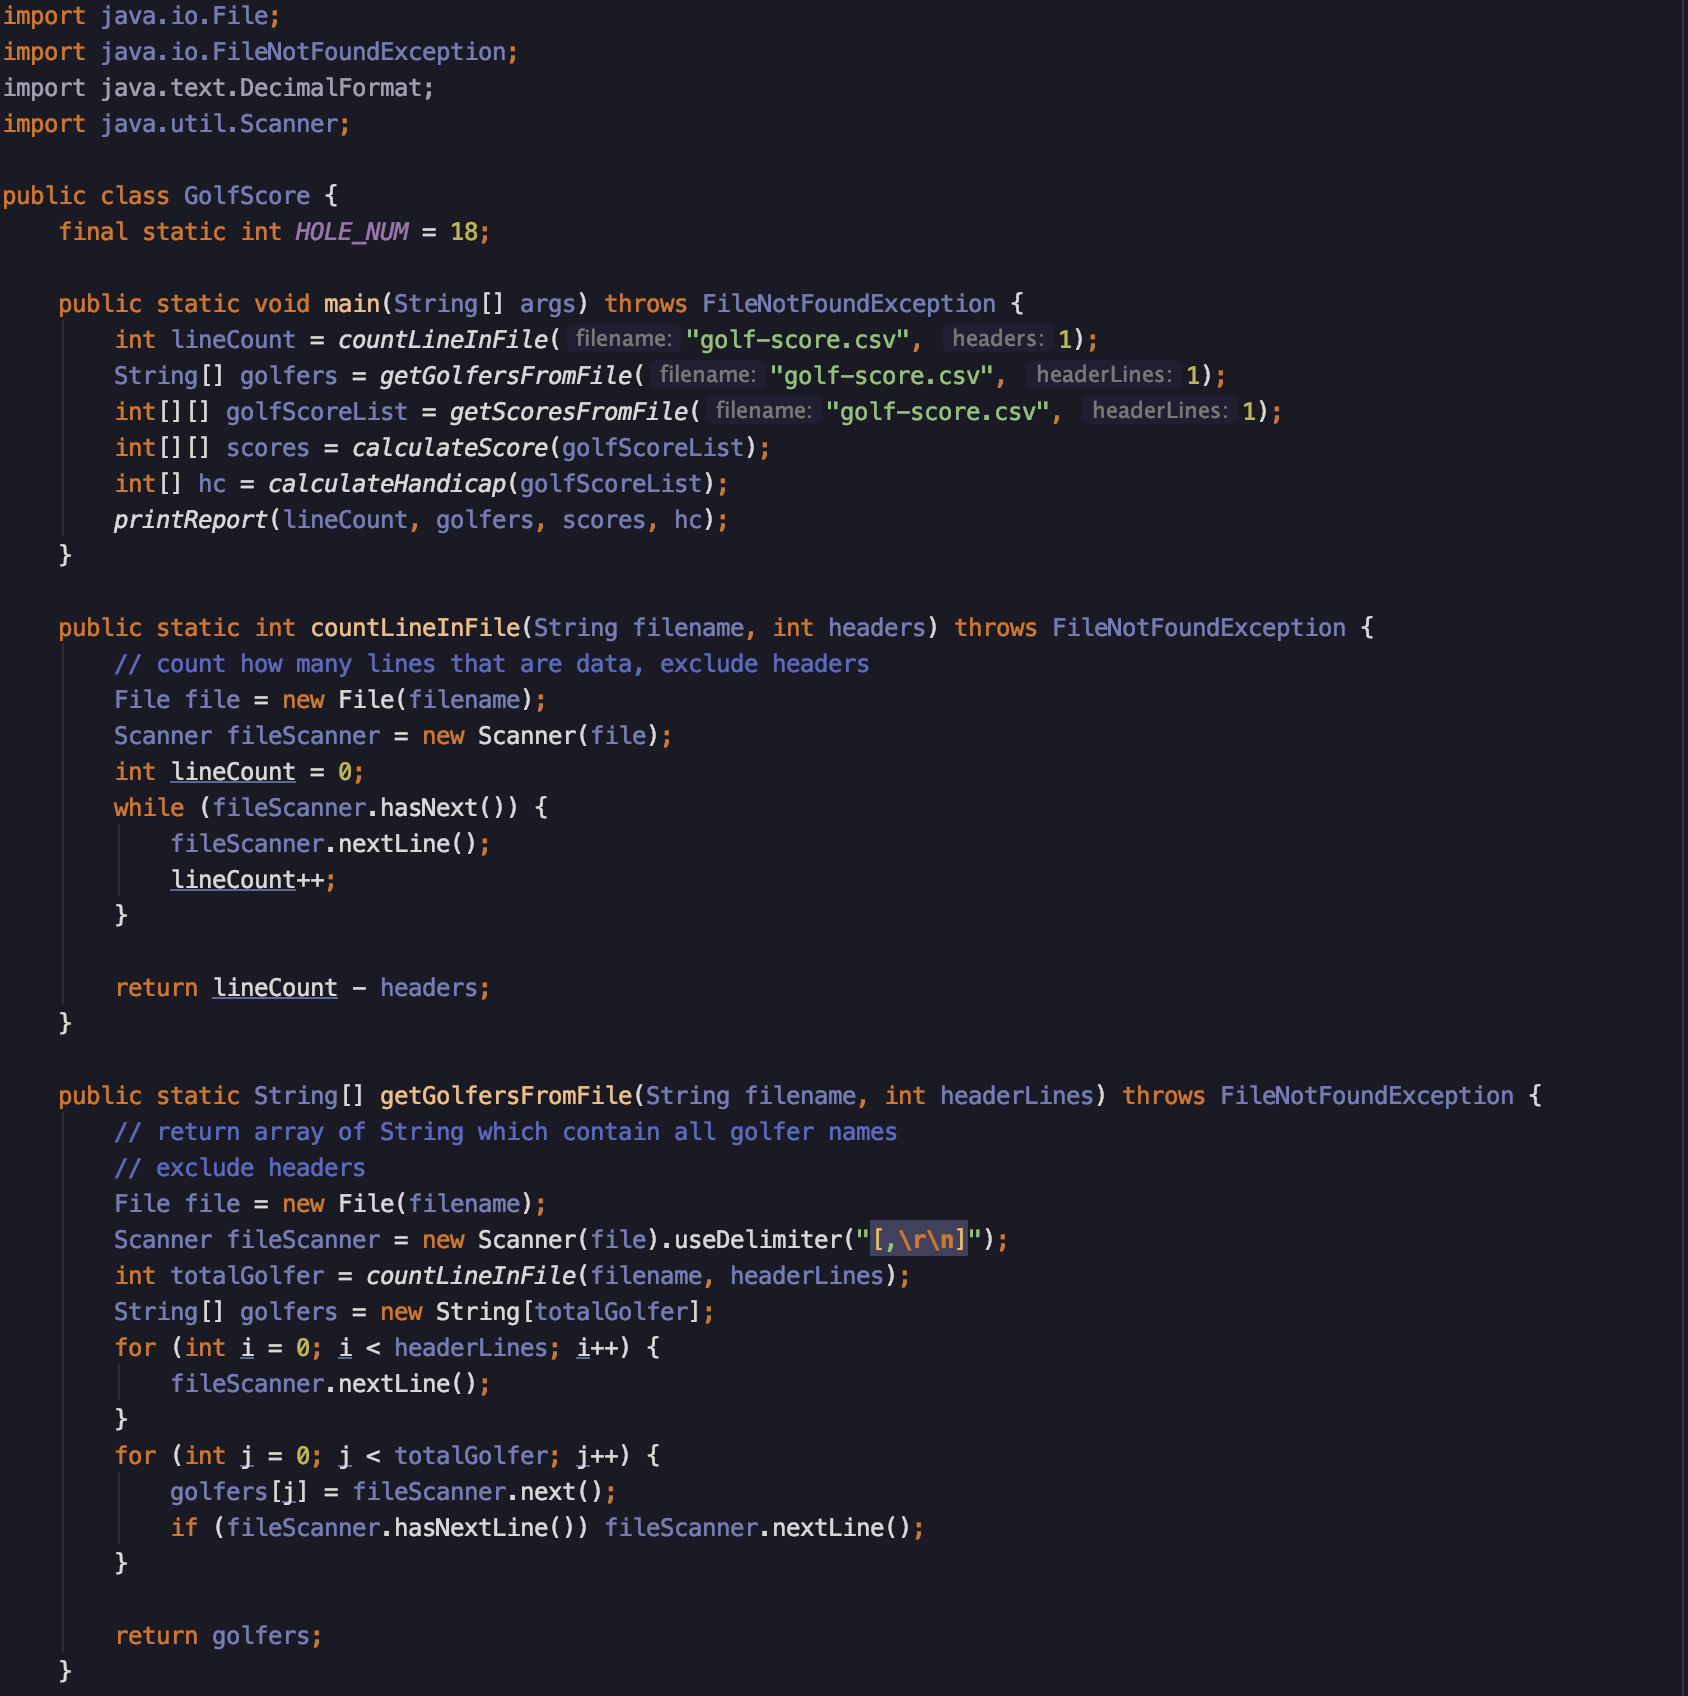 import java.io.File;
import java.io.FileNotFoundException;
import java.text.DecimalFormat;
import java.util.Scanner;

public class GolfScore {
    final static int HOLE_NUM = 18;

    public static void main(String[] args) throws FileNotFoundException {
        int lineCount = countLineInFile( filename: "golf-score.csv", headers: 1);
        String[] golfers = getGolfersFromFile( filename: "golf-score.csv", headerLines: 1);
        int[][] golfScoreList = getScoresFromFile( filename: "golf-score.csv", headerLines: 1);
        int[][] scores = calculateScore(golfScoreList);
        int[] hc = calculateHandicap(golfScoreList);
        printReport(lineCount, golfers, scores, hc);
    }

    public static int countLineInFile(String filename, int headers) throws FileNotFoundException {
        // count how many lines that are data, exclude headers
        File file = new File(filename);
        Scanner fileScanner = new Scanner(file);
        int lineCount = 0;
        while (fileScanner.hasNext()) {
            fileScanner.nextLine();
            lineCount++;
        }

        return lineCount - headers;
    }

    public static String[] getGolfersFromFile(String filename, int headerLines) throws FileNotFoundException {
        // return array of String which contain all golfer names
        // exclude headers
        File file = new File(filename);
        Scanner fileScanner = new Scanner(file).useDelimiter("[,\r\n]");
        int totalGolfer = countLineInFile(filename, headerLines);
        String[] golfers = new String[totalGolfer];
        for (int i = 0; i < headerLines; i++) {
            fileScanner.nextLine();
        }
        for (int j = 0; j < totalGolfer; j++) {
            golfers[j] = fileScanner.next();
            if (fileScanner.hasNextLine()) fileScanner.nextLine();
        }

        return golfers;
    }